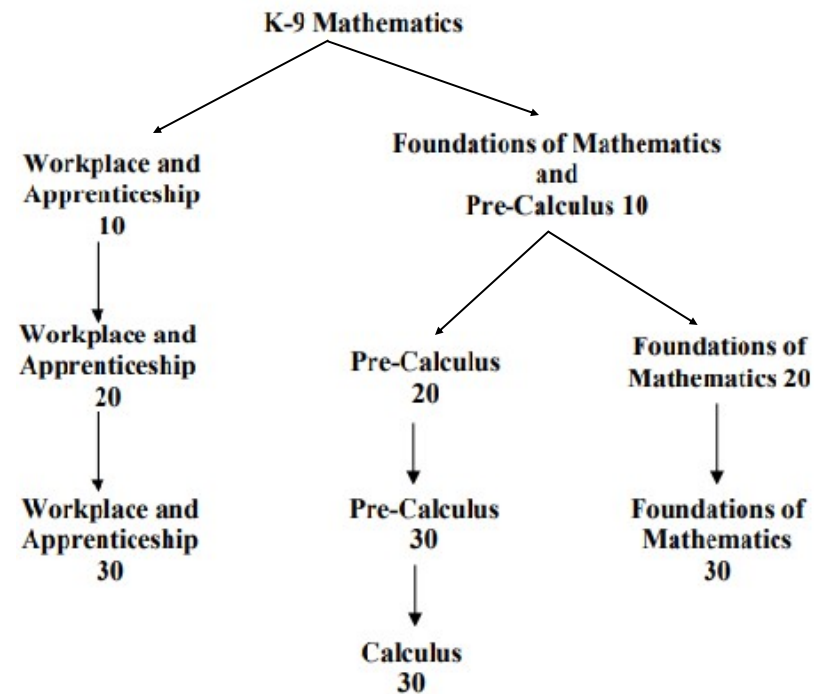 K-9 Mathematics
Workplace and
Apprenticeship
10
Foundations of Mathematics
and
Pre-Calculus 10
Workplace and
Apprenticeship
20
Pre-Calculus
20
Foundations of
Mathematics 20
Workplace and
Apprenticeship
30
Pre-Calculus
30
Foundations of
Mathematics
30
Calculus
30